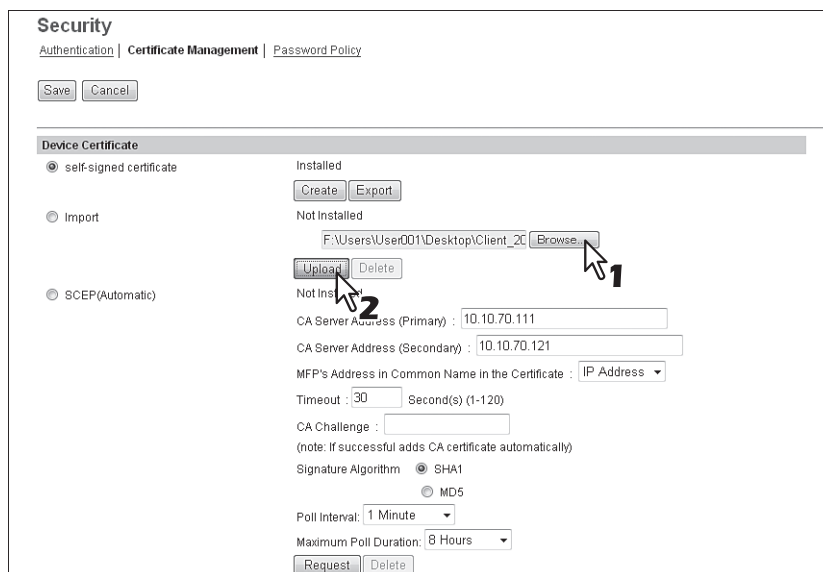 Security
Authentication | Certificate Management | Password Policy
Save Cancel
Device Certificate
self-signed certificate Installed
Create Export
Import Not Installed
F:\Users\User001\Desktop\Client_20 Browse...
1
Upload Delete
2
SCEP(Automatic) Not
CA Server Address (Primary) : 10.10.70.111
CA Server Address (Secondary) : 10.10.70.121
MFP's Address in Common Name in the Certificate : IP Address
Timeout : 30 Second(s) (1-120)
CA Challenge :
(note: If successful adds CA certificate automatically)
Signature Algorithm SHA1
MD5
Poll Interval: 1 Minute
Maximum Poll Duration: 8 Hours
Request Delete